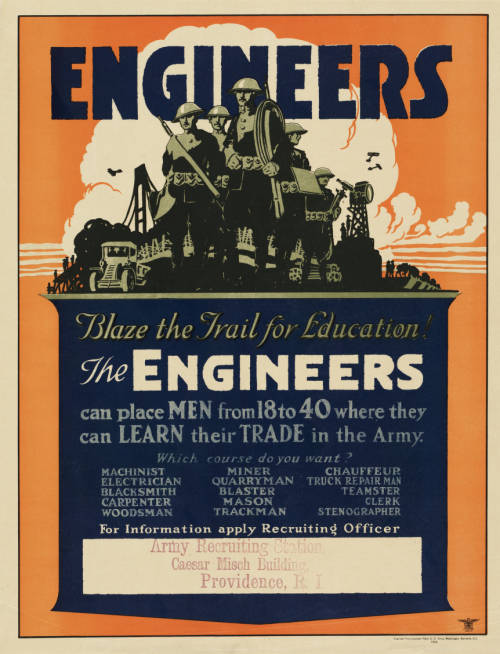 ENGINEERS
Blaze the Trail for Education!
The ENGINEERS
can place MEN from 18 to 40 where they
can LEARN their TRADE in the Army.
Which course do you want?
MACHINIST MINER CHAUFFEUR
ELECTRICIAN QUARRYMAN TRUCK REPAIR MAN
BLACKSMITH BLASTER TEAMSTER
CARPENTER MASON CLERK
WOODSMAN TRACKMAN STENOGRAPHER
For Information apply Recruiting Officer
Army Recruiting Station,
Caesar Misch Building,
Providence, R. I.